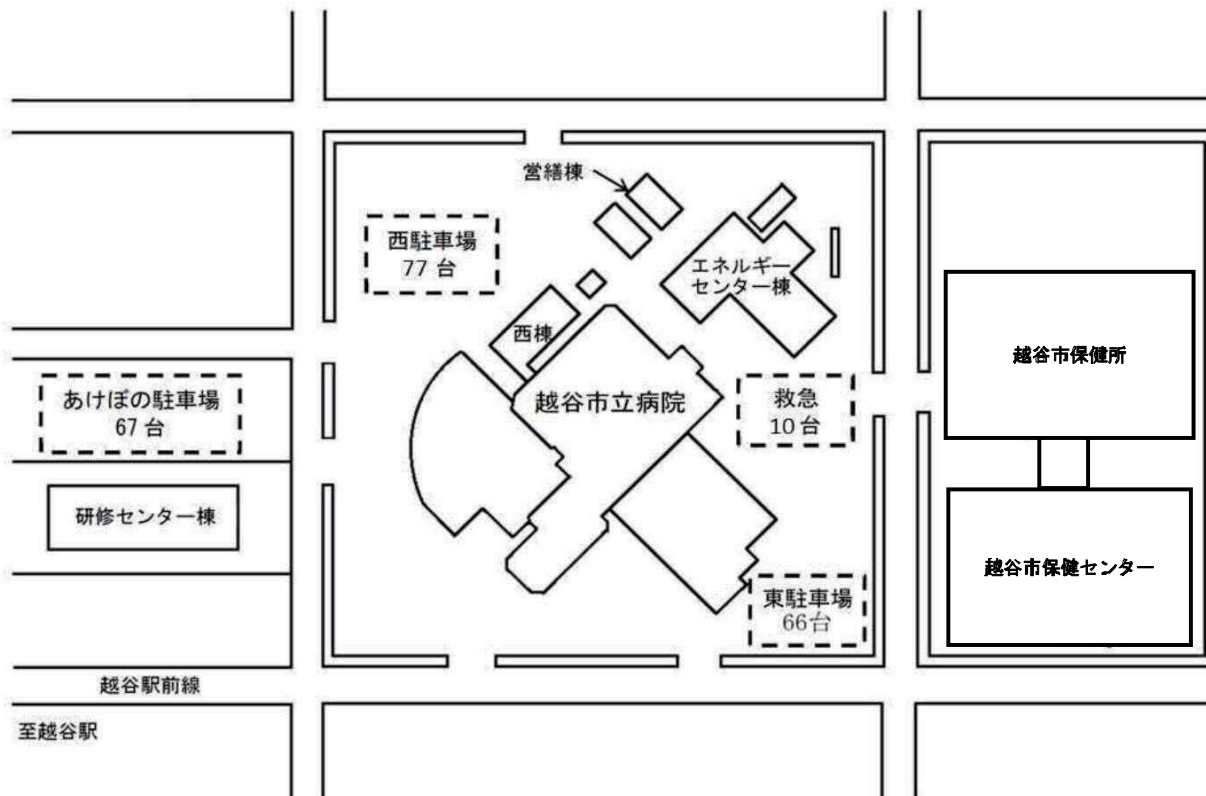 営繕棟
西駐車場
77 台
エネルギー
センター棟
西棟
越谷市保健所
あけぼの駐車場
67 台
越谷市立病院
救急
10 台
研修センター棟
越谷市保健センター
東駐車場
66台
越谷駅前線
至越谷駅